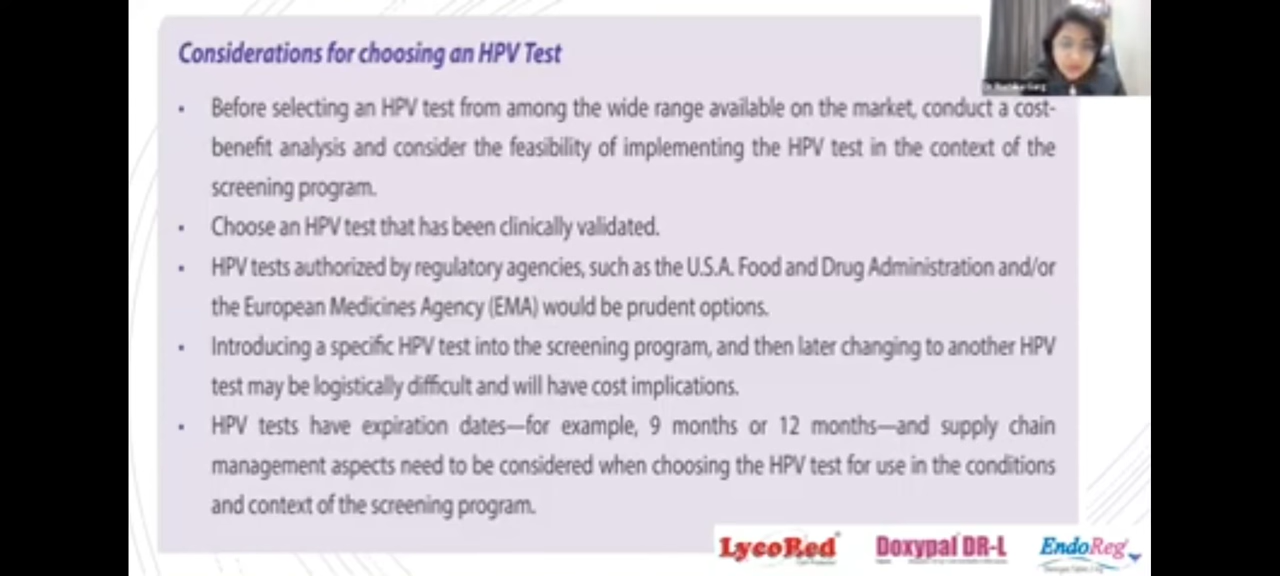 Considerations for choosing an HPV Test
• Before selecting an HPV test from among the wide range available on the market, conduct a cost-
benefit analysis and consider the feasibility of implementing the HPV test in the context of the
screening program.
• Choose an HPV test that has been clinically validated.
• HPV tests authorized by regulatory agencies, such as the U.S.A. Food and Drug Administration and/or
the European Medicines Agency (EMA) would be prudent options.
• Introducing a specific HPV test into the screening program, and then later changing to another HPV
test may be logistically difficult and will have cost implications.
• HPV tests have expiration dates—for example, 9 months or 12 months—and supply chain
management aspects need to be considered when choosing the HPV test for use in the conditions
and context of the screening program.
LycoRed Doxypal DR-L EndoReg